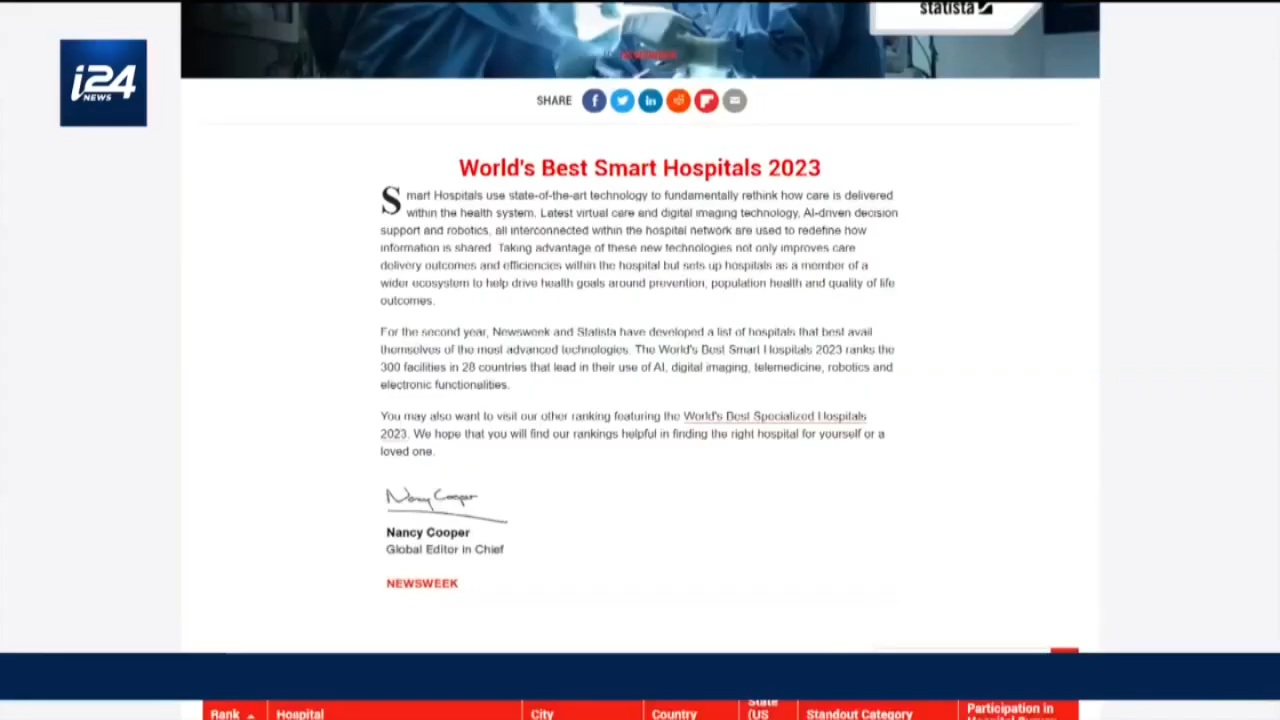 statista
i24
NEWS
SHARE
World's Best Smart Hospitals 2023
Smart Hospitals use state-of-the-art technology to fundamentally rethink how care is delivered
within the health system. Latest virtual care and digital imaging technology, AI-driven decision
support and robotics, all interconnected within the hospital network are used to redefine how
information is shared. Taking advantage of these new technologies not only improves care
delivery outcomes and efficiencies within the hospital but sets up hospitals as a member of a
wider ecosystem to help drive health goals around prevention, population health and quality of life
outcomes.
For the second year, Newsweek and Statista have developed a list of hospitals that best avail
themselves of the most advanced technologies. The World's Best Smart Hospitals 2023 ranks the
300 facilities in 28 countries that lead in their use of AI, digital imaging, telemedicine, robotics and
electronic functionalities.
You may also want to visit our other ranking featuring the World's Best Specialized Hospitals
2023. We hope that you will find our rankings helpful in finding the right hospital for yourself or a
loved one.
Nancy Cooper
Nancy Cooper
Global Editor in Chief
NEWSWEEK
Rank Hospital City Country State (US Standout Category Participation in